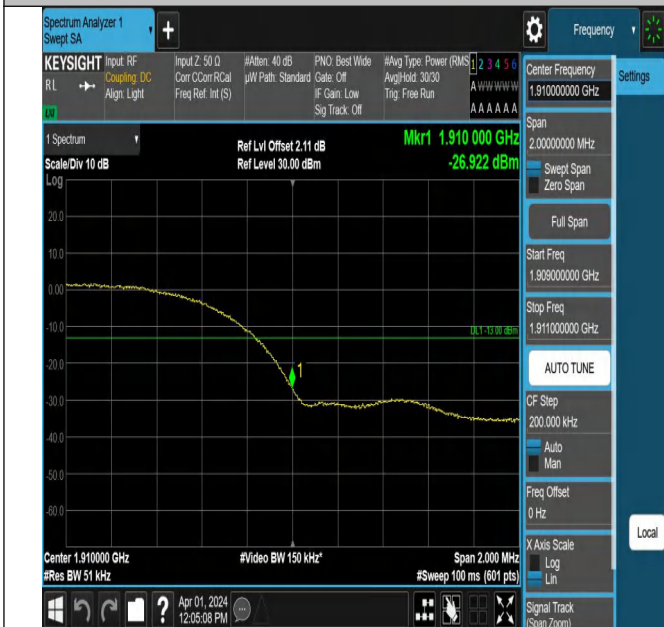 Spectrum Analyzer 1
Swept SA
Frequency
KEYSIGHT
RL
LXI
Input: RF
Coupling: DC
Align: Light
Input Z: 50 Ω
Corr CCorr RCal
Freq Ref: Int (S)
#Atten: 40 dB
µW Path: Standard
PNO: Best Wide
Gate: Off
IF Gain: Low
Sig Track: Off
#Avg Type: Power (RMS
Avg|Hold: 30/30
Trig: Free Run
1 2 3 4 5 6
A W W W W W
A A A A A A
1 Spectrum
Scale/Div 10 dB
Log
Ref Lvl Offset 2.11 dB
Ref Level 30.00 dBm
Mkr1 1.910 000 GHz
-26.922 dBm
20.0
10.0
0.00
-10.0
-20.0
-30.0
-40.0
-50.0
-60.0
DL1 -13.00 dBm
1
Center 1.910000 GHz
#Res BW 51 kHz
#Video BW 150 kHz*
Span 2.000 MHz
#Sweep 100 ms (601 pts)
Apr 01, 2024
12:05:08 PM
Center Frequency
1.910000000 GHz
Settings
Span
2.00000000 MHz
Swept Span
Zero Span
Full Span
Start Freq
1.909000000 GHz
Stop Freq
1.911000000 GHz
AUTO TUNE
CF Step
200.000 kHz
Auto
Man
Freq Offset
0 Hz
Local
X Axis Scale
Log
Lin
Signal Track
(Span Zoom)